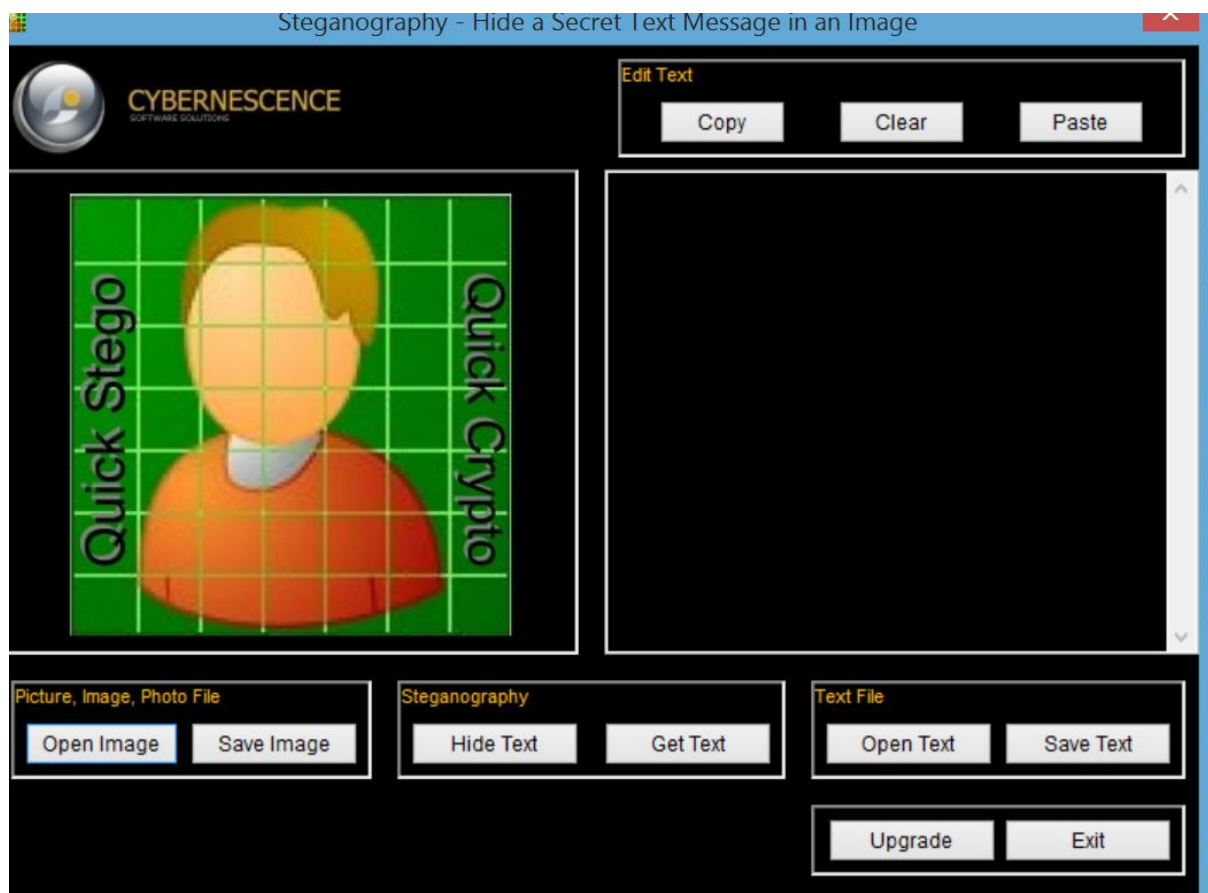 Steganography - Hide a Secret Text Message in an Image
CYBERNESCENCE
SOFTWARE SOLUTIONS
Edit Text
Copy Clear Paste
Quick Stego
Quick Crypto
Picture, Image, Photo File
Open Image Save Image
Steganography
Hide Text Get Text
Text File
Open Text Save Text
Upgrade Exit